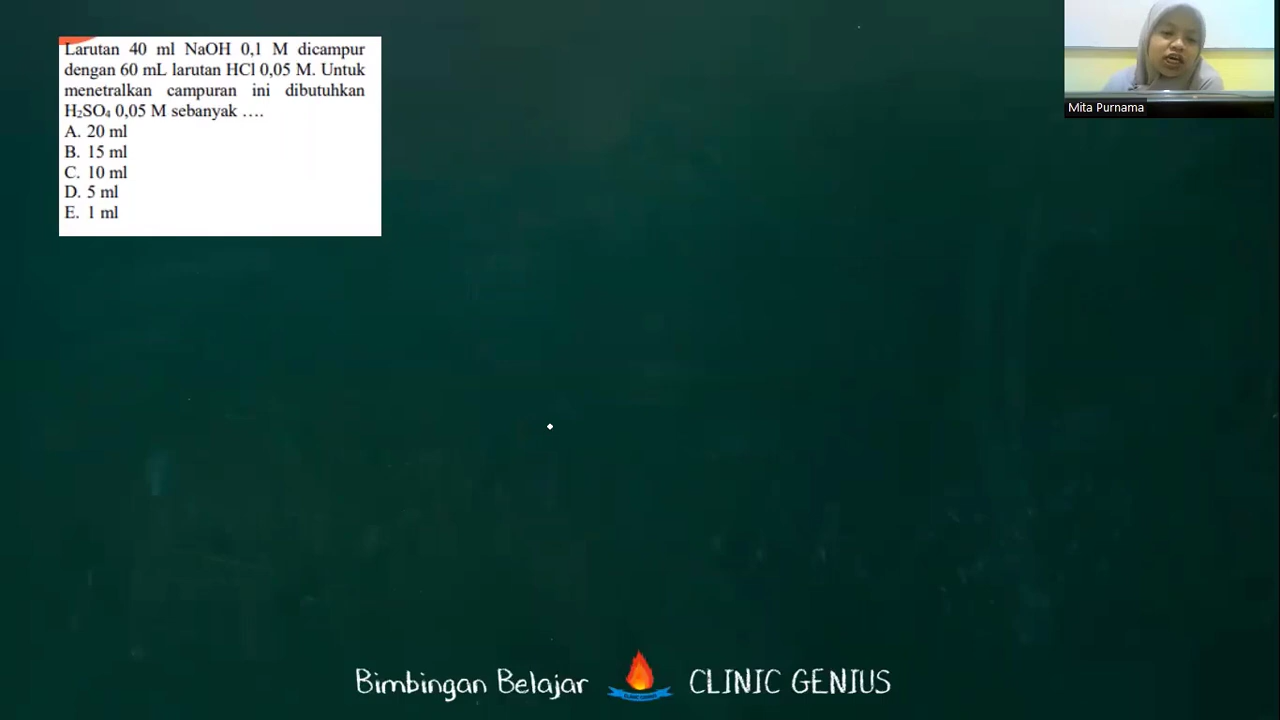 Larutan 40 ml NaOH 0,1 M dicampur
dengan 60 mL larutan HCl 0,05 M. Untuk
menetralkan campuran ini dibutuhkan
H₂SO₄ 0,05 M sebanyak ….
A. 20 ml
B. 15 ml
C. 10 ml
D. 5 ml
E. 1 ml
Mita Purnama
Bimbingan Belajar CLINIC GENIUS